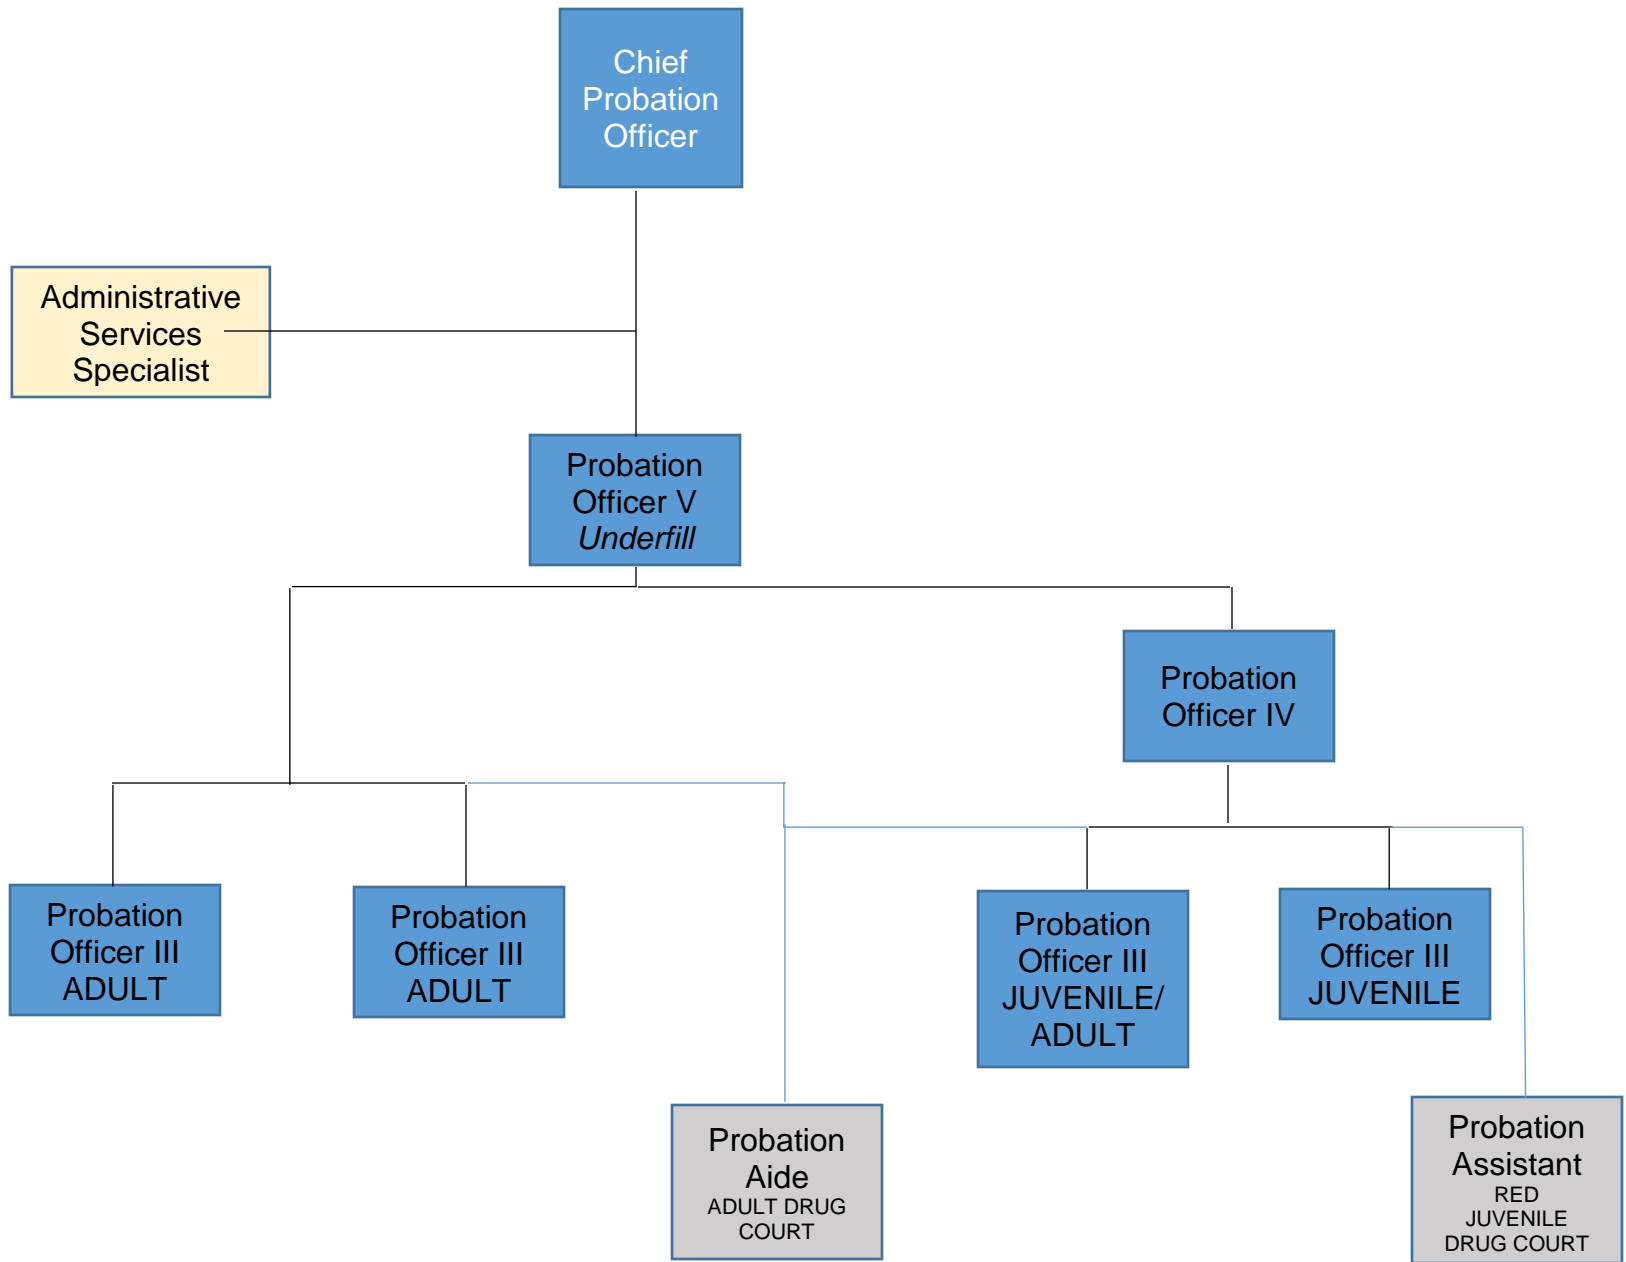 Chief
Probation
Officer
Administrative
Services
Specialist
Probation
Officer V
Underfill
Probation
Officer IV
Probation
Officer III
ADULT
Probation
Officer III
ADULT
Probation
Officer III
JUVENILE/
ADULT
Probation
Officer III
JUVENILE
Probation
Aide
ADULT DRUG
COURT
Probation
Assistant
RED
JUVENILE
DRUG COURT